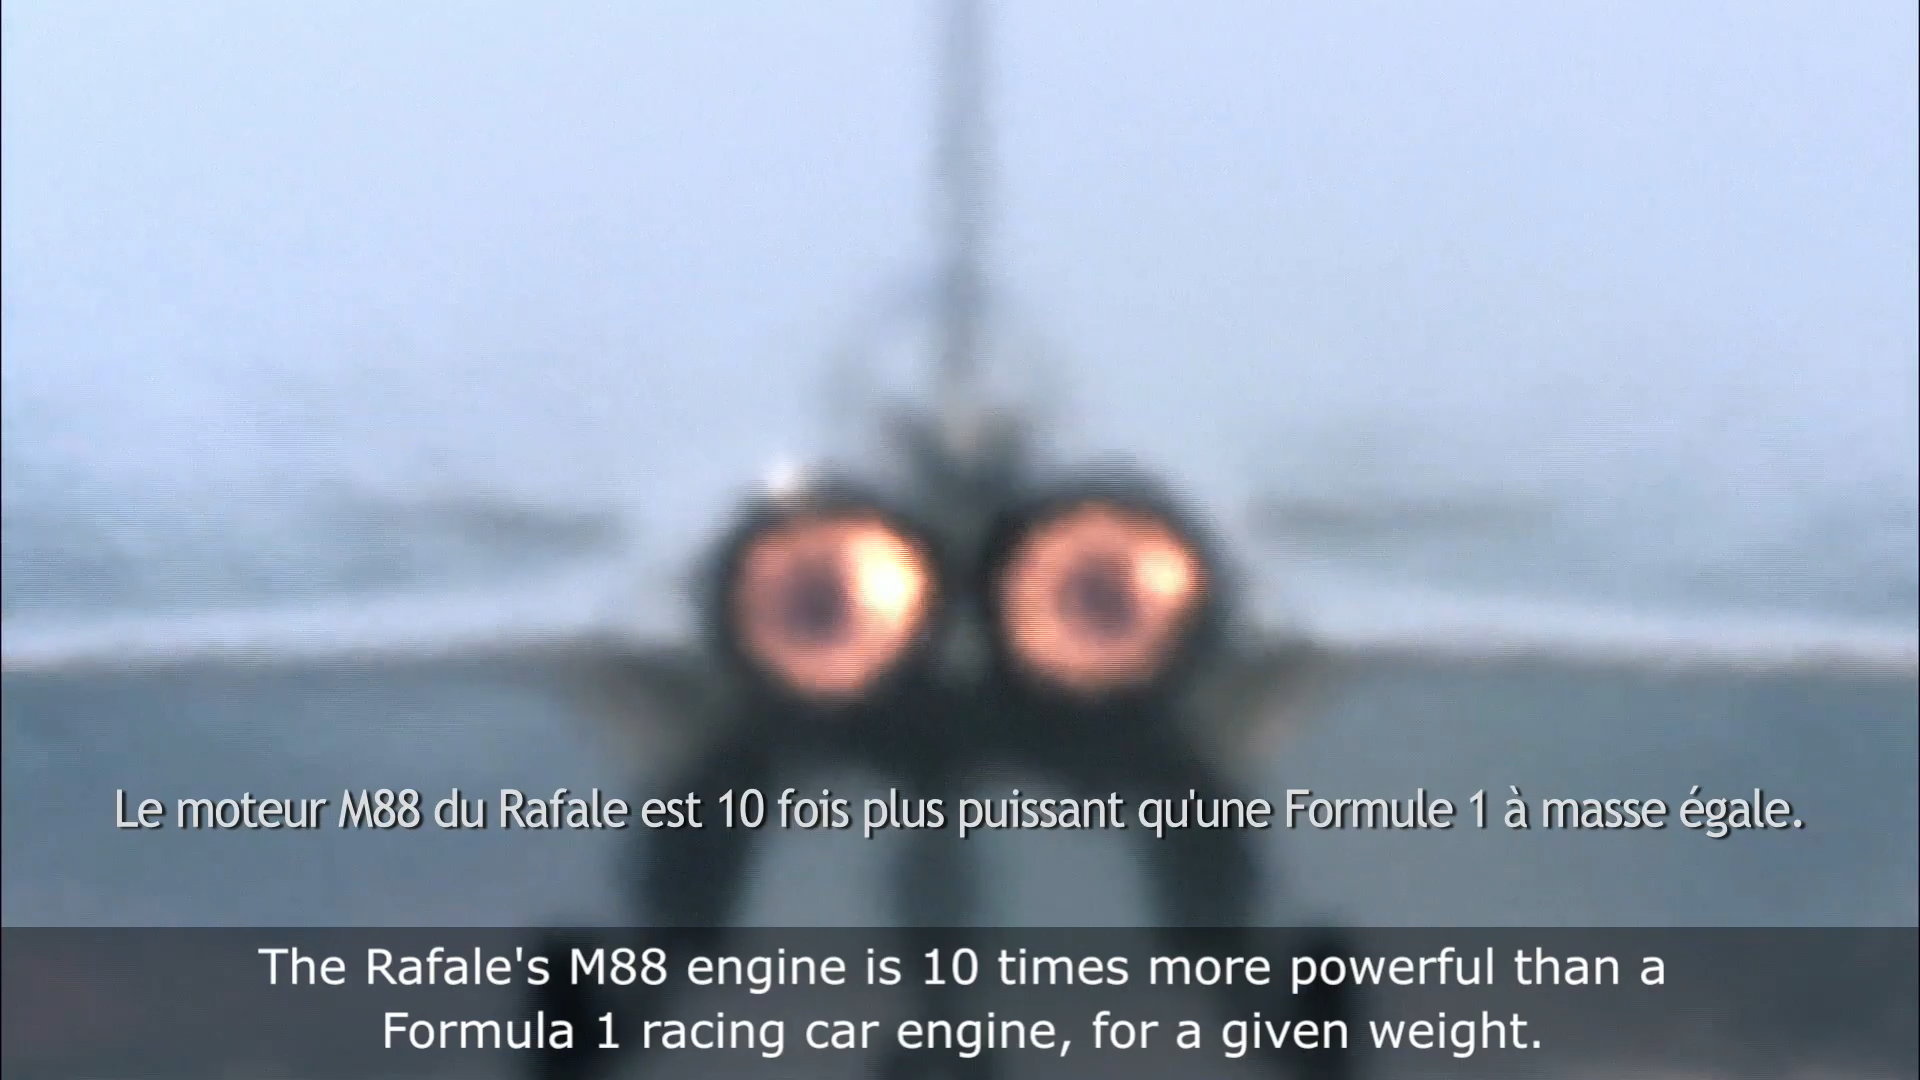 Le moteur M88 du Rafale est 10 fois plus puissant qu'une Formule 1 à masse égale.
The Rafale's M88 engine is 10 times more powerful than a
Formula 1 racing car engine, for a given weight.